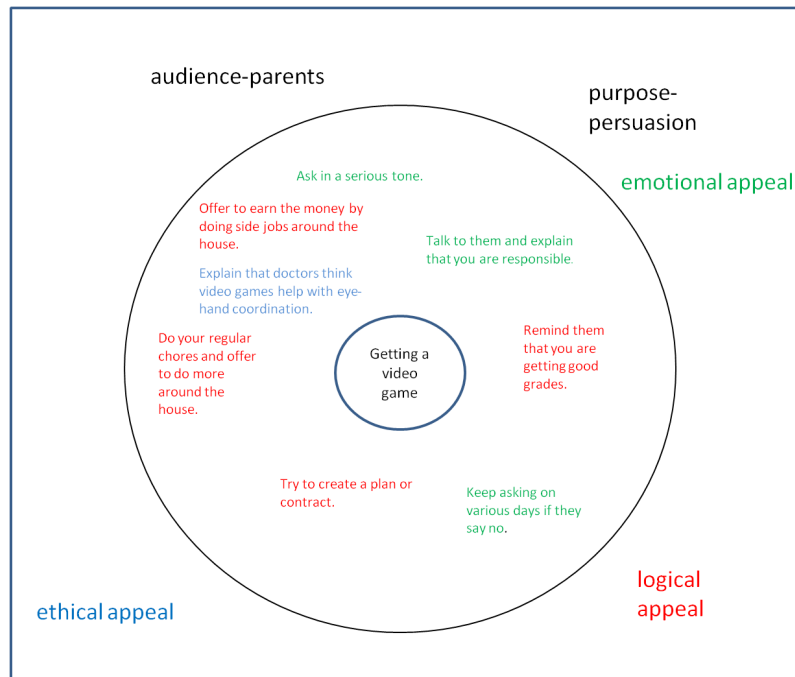 audience-parents
purpose-
persuasion
emotional appeal
Ask in a serious tone.
Offer to earn the money by
doing side jobs around the
house.
Talk to them and explain
that you are responsible.
Explain that doctors think
video games help with eye-
hand coordination.
Do your regular
chores and offer
to do more
around the
house.
Getting a
video
game
Remind them
that you are
getting good
grades.
Try to create a plan or
contract.
Keep asking on
various days if they
say no.
logical
appeal
ethical appeal